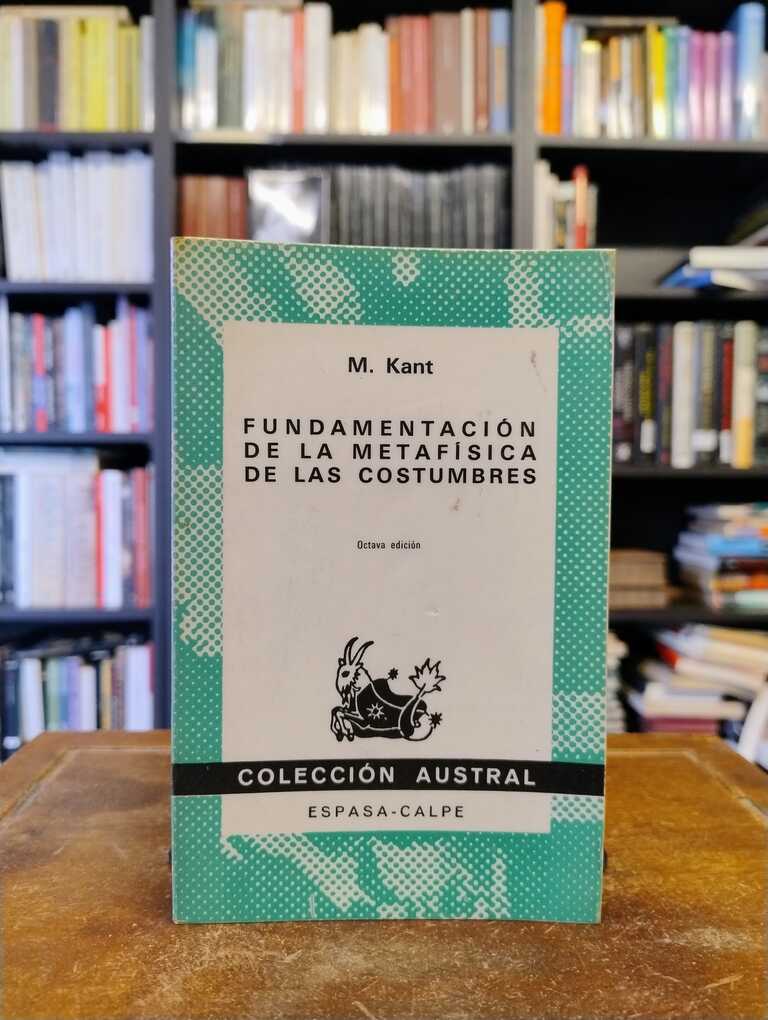 M. Kant
FUNDAMENTACIÓN
DE LA METAFÍSICA
DE LAS COSTUMBRES
Octava edición
COLECCIÓN AUSTRAL
ESPASA-CALPE